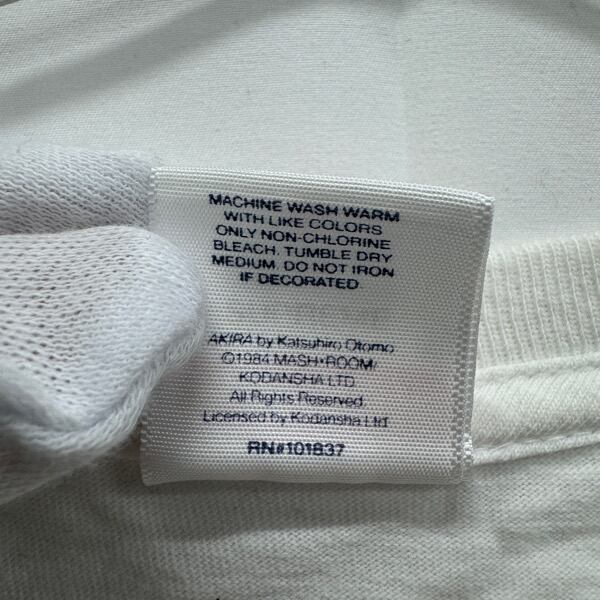 MACHINE WASH WARM
WITH LIKE COLORS
ONLY NON-CHLORINE
BLEACH. TUMBLE DRY
MEDIUM. DO NOT IRON
IF DECORATED
AKIRA by Katsuhiro Otomo
©1984 MASH•ROOM/
KODANSHA LTD
All Rights Reserved
Licensed by Kodansha Ltd
RN#101837